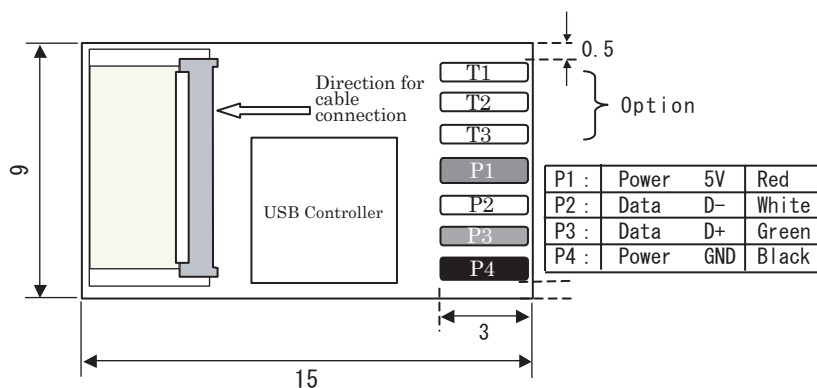 0.5
T1
T2
T3
Option
Direction for
cable
connection
9
USB Controller
P1
P2
P3
P4
P1 : Power 5V Red
P2 : Data D- White
P3 : Data D+ Green
P4 : Power GND Black
3
15